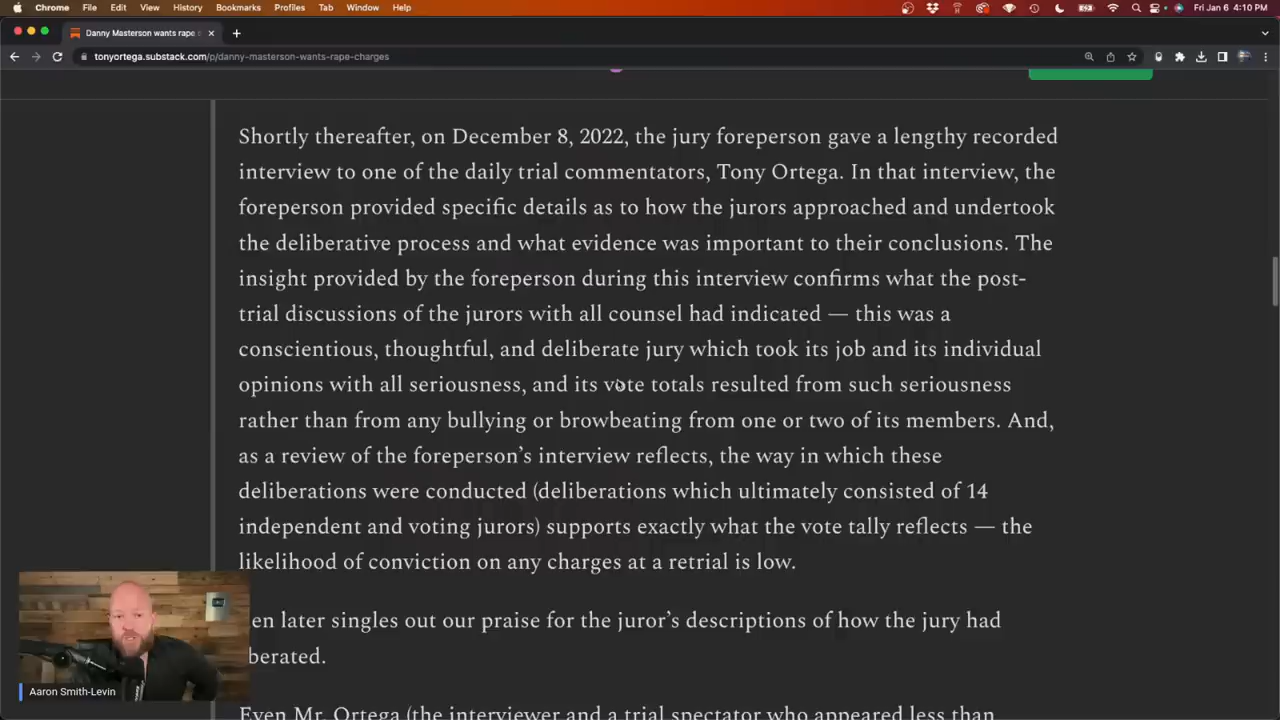 Chrome File Edit View History Bookmarks Profiles Tab Window Help Fri Jan 6 4:10 PM
Danny Masterson wants rape
tonyortega.substack.com/p/danny-masterson-wants-rape-charges
Shortly thereafter, on December 8, 2022, the jury foreperson gave a lengthy recorded
interview to one of the daily trial commentators, Tony Ortega. In that interview, the
foreperson provided specific details as to how the jurors approached and undertook
the deliberative process and what evidence was important to their conclusions. The
insight provided by the foreperson during this interview confirms what the post-
trial discussions of the jurors with all counsel had indicated — this was a
conscientious, thoughtful, and deliberate jury which took its job and its individual
opinions with all seriousness, and its vote totals resulted from such seriousness
rather than from any bullying or browbeating from one or two of its members. And,
as a review of the foreperson’s interview reflects, the way in which these
deliberations were conducted (deliberations which ultimately consisted of 14
independent and voting jurors) supports exactly what the vote tally reflects — the
likelihood of conviction on any charges at a retrial is low.
later singles out our praise for the juror’s descriptions of how the jury had
Even Mr. Ortega (the interviewer and a trial spectator who appeared less than
Aaron Smith-Levin